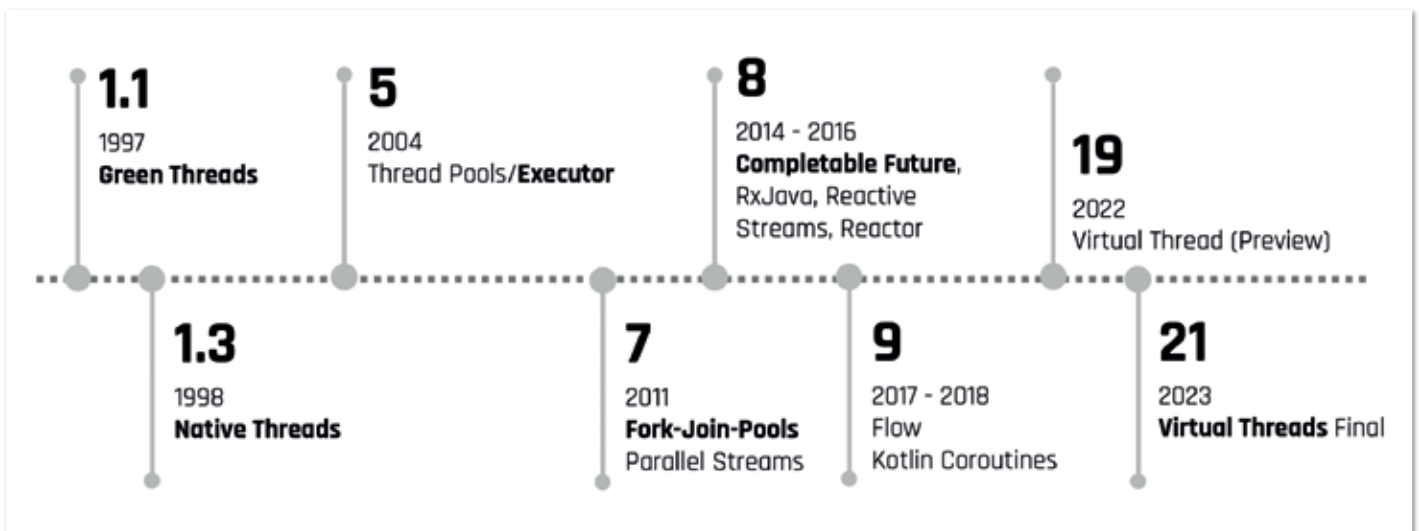 1.1
1997
Green Threads
1.3
1998
Native Threads
5
2004
Thread Pools/Executor
7
2011
Fork-Join-Pools
Parallel Streams
8
2014 - 2016
Completable Future,
RxJava, Reactive
Streams, Reactor
9
2017 - 2018
Flow
Kotlin Coroutines
19
2022
Virtual Thread (Preview)
21
2023
Virtual Threads Final